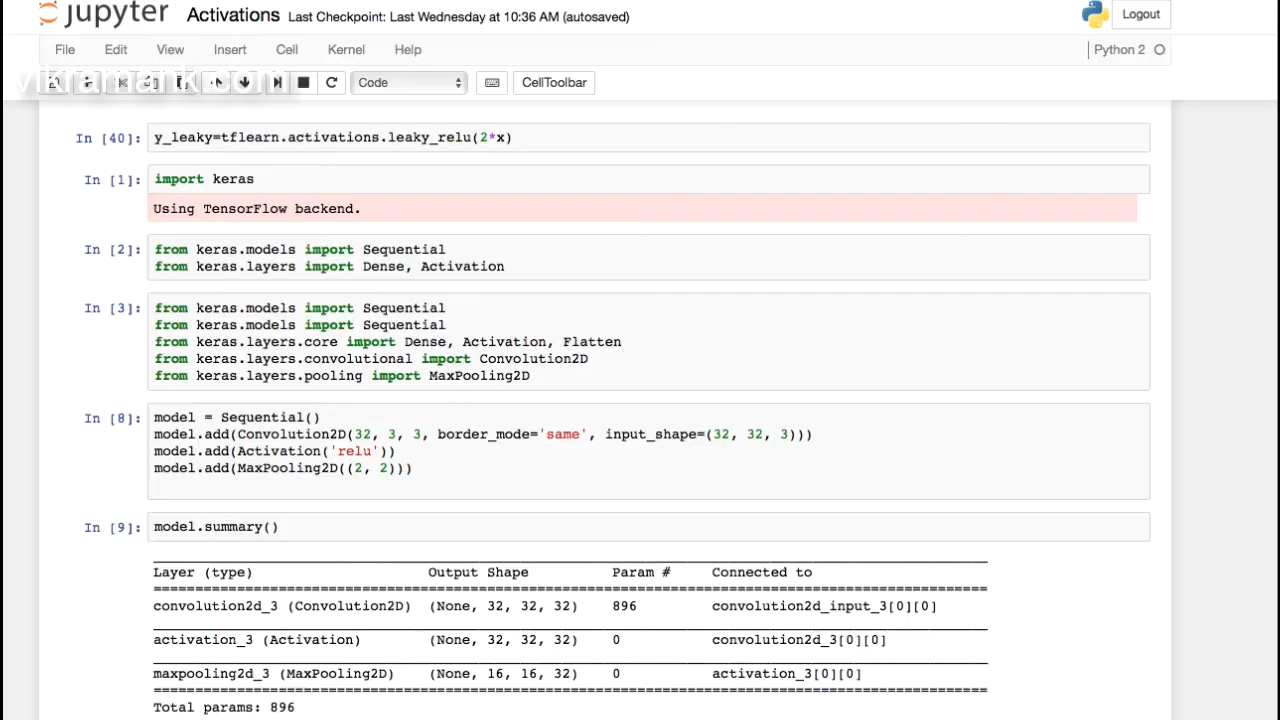 jupyter Activations Last Checkpoint: Last Wednesday at 10:36 AM (autosaved) Logout
File Edit View Insert Cell Kernel Help Python 2
vikramank.com
Code CellToolbar
In [40]: y_leaky=tflearn.activations.leaky_relu(2*x)
In [1]: import keras
Using TensorFlow backend.
In [2]: from keras.models import Sequential
from keras.layers import Dense, Activation
In [3]: from keras.models import Sequential
from keras.models import Sequential
from keras.layers.core import Dense, Activation, Flatten
from keras.layers.convolutional import Convolution2D
from keras.layers.pooling import MaxPooling2D
In [8]: model = Sequential()
model.add(Convolution2D(32, 3, 3, border_mode='same', input_shape=(32, 32, 3)))
model.add(Activation('relu'))
model.add(MaxPooling2D((2, 2)))
In [9]: model.summary()
Layer (type) Output Shape Param # Connected to
convolution2d_3 (Convolution2D) (None, 32, 32, 32) 896 convolution2d_input_3[0][0]
activation_3 (Activation) (None, 32, 32, 32) 0 convolution2d_3[0][0]
maxpooling2d_3 (MaxPooling2D) (None, 16, 16, 32) 0 activation_3[0][0]
Total params: 896